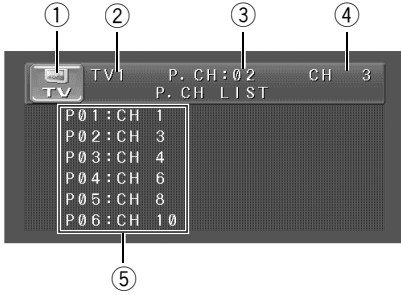 ① ② ③ ④
TV1 P.CH:02 CH 3
TV P.CH LIST
P01:CH 1
P02:CH 3
P03:CH 4
P04:CH 6
P05:CH 8
P06:CH 10
⑤